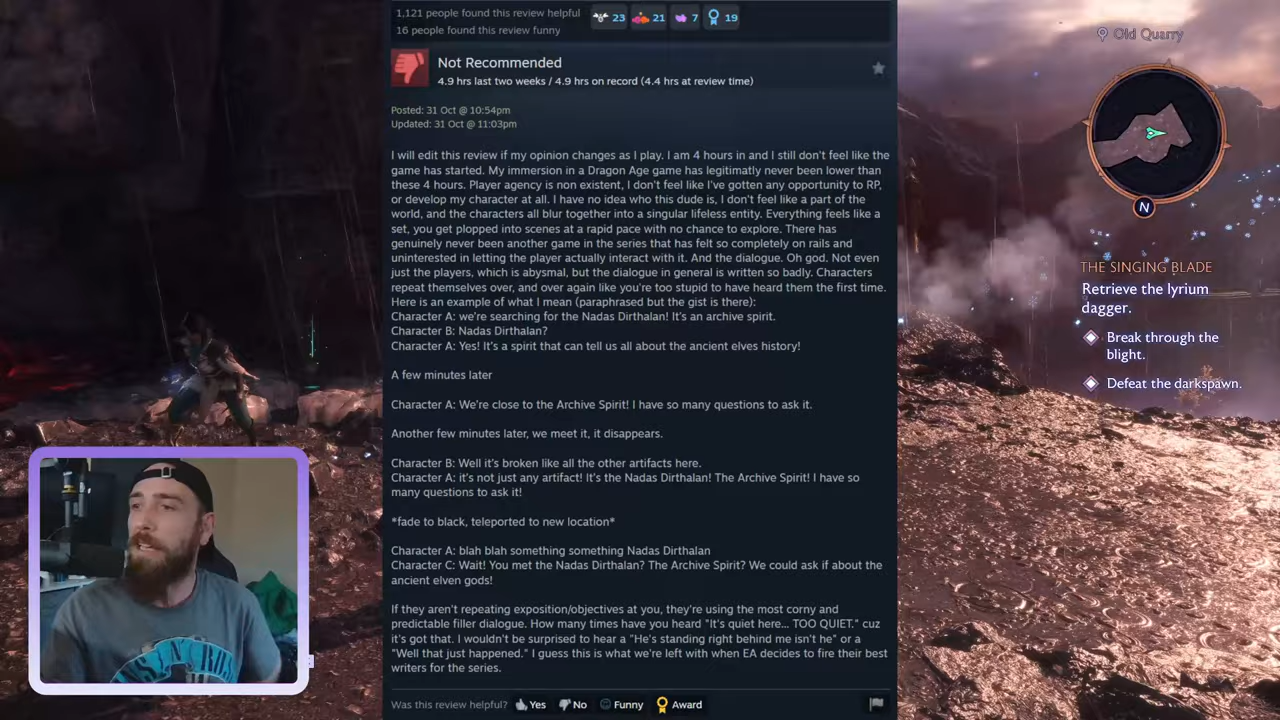 1,121 people found this review helpful
16 people found this review funny
23 21 7 19
Not Recommended
4.9 hrs last two weeks / 4.9 hrs on record (4.4 hrs at review time)
Posted: 31 Oct @ 10:54pm
Updated: 31 Oct @ 11:03pm
I will edit this review if my opinion changes as I play. I am 4 hours in and I still don't feel like the
game has started. My immersion in a Dragon Age game has legitimatly never been lower than
these 4 hours. Player agency is non existent, I don't feel like I've gotten any opportunity to RP,
or develop my character at all. I have no idea who this dude is, I don't feel like a part of the
world, and the characters all blur together into a singular lifeless entity. Everything feels like a
set, you get plopped into scenes at a rapid pace with no chance to explore. There has
genuinely never been another game in the series that has felt so completely on rails and
uninterested in letting the player actually interact with it. And the dialogue. Oh god. Not even
just the players, which is abysmal, but the dialogue in general is written so badly. Characters
repeat themselves over, and over again like you're too stupid to have heard them the first time.
Here is an example of what I mean (paraphrased but the gist is there):
Character A: we're searching for the Nadas Dirthalan! It's an archive spirit.
Character B: Nadas Dirthalan?
Character A: Yes! It's a spirit that can tell us all about the ancient elves history!
A few minutes later
Character A: We're close to the Archive Spirit! I have so many questions to ask it.
Another few minutes later, we meet it, it disappears.
Character B: Well it's broken like all the other artifacts here.
Character A: it's not just any artifact! It's the Nadas Dirthalan! The Archive Spirit! I have so
many questions to ask it!
*fade to black, teleported to new location*
Character A: blah blah something something Nadas Dirthalan
Character C: Wait! You met the Nadas Dirthalan? The Archive Spirit? We could ask if about the
ancient elven gods!
If they aren't repeating exposition/objectives at you, they're using the most corny and
predictable filler dialogue. How many times have you heard "It's quiet here... TOO QUIET." cuz
it's got that. I wouldn't be surprised to hear a "He's standing right behind me isn't he" or a
"Well that just happened." I guess this is what we're left with when EA decides to fire their best
writers for the series.
Was this review helpful? Yes No Funny Award
Old Quarry
N
THE SINGING BLADE
Retrieve the lyrium
dagger.
Break through the
blight.
Defeat the darkspawn.